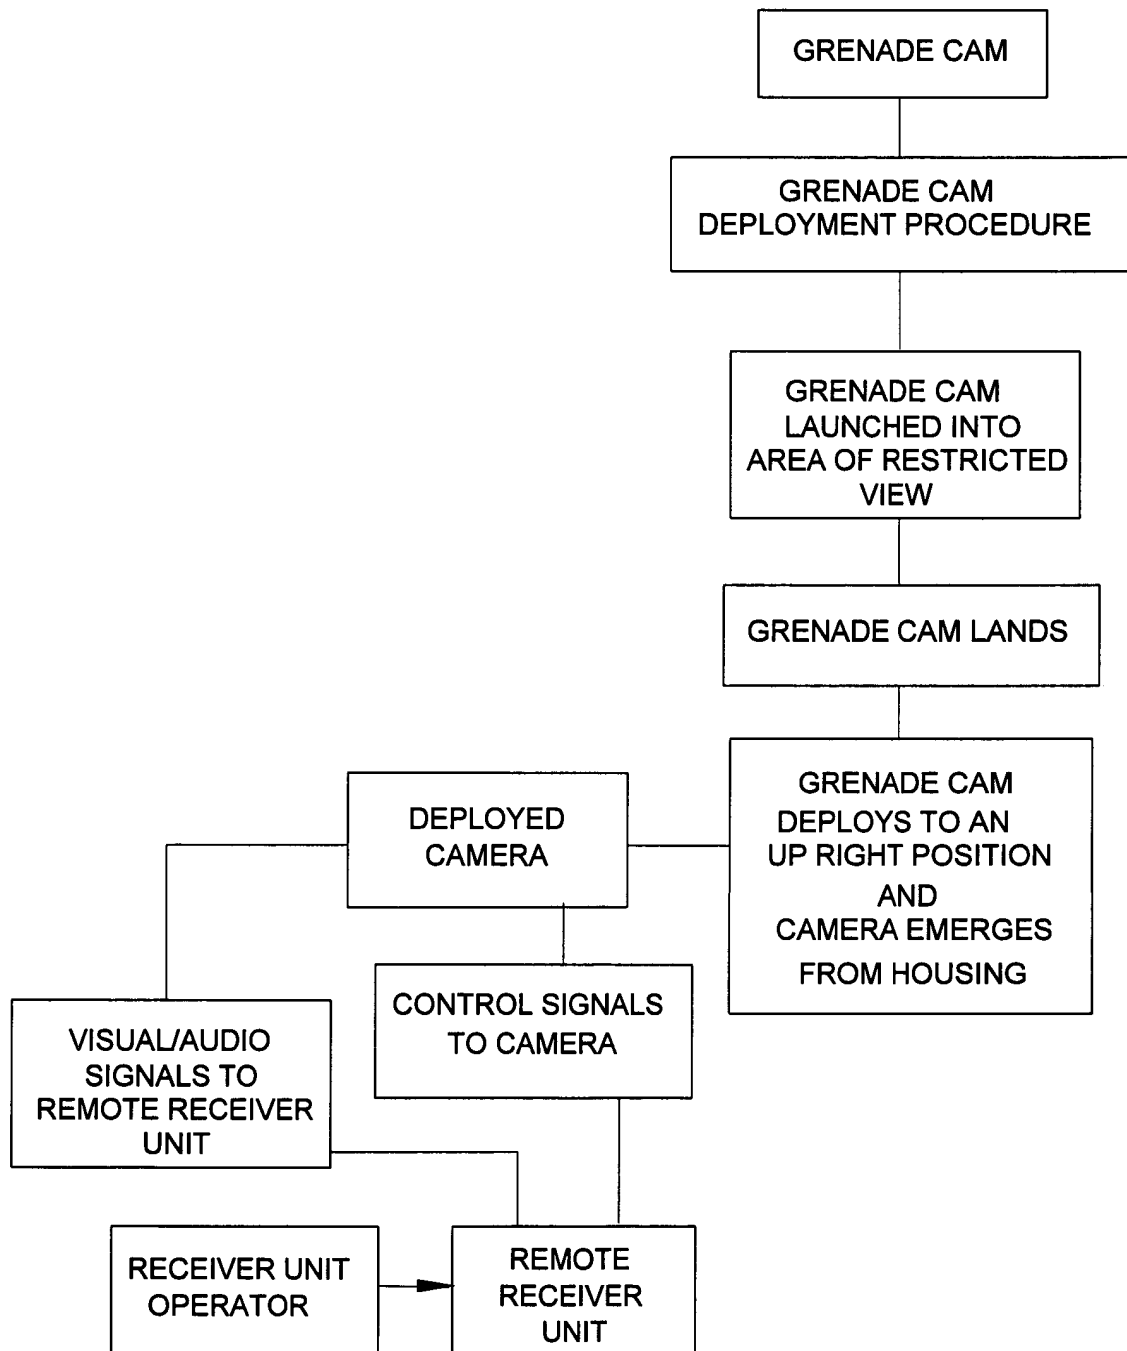 GRENADE CAM
GRENADE CAM
DEPLOYMENT PROCEDURE
GRENADE CAM
LAUNCHED INTO
AREA OF RESTRICTED
VIEW
GRENADE CAM LANDS
GRENADE CAM
DEPLOYS TO AN
UP RIGHT POSITION
AND
CAMERA EMERGES
FROM HOUSING
DEPLOYED
CAMERA
CONTROL SIGNALS
TO CAMERA
VISUAL/AUDIO
SIGNALS TO
REMOTE RECEIVER
UNIT
RECEIVER UNIT
OPERATOR
REMOTE
RECEIVER
UNIT